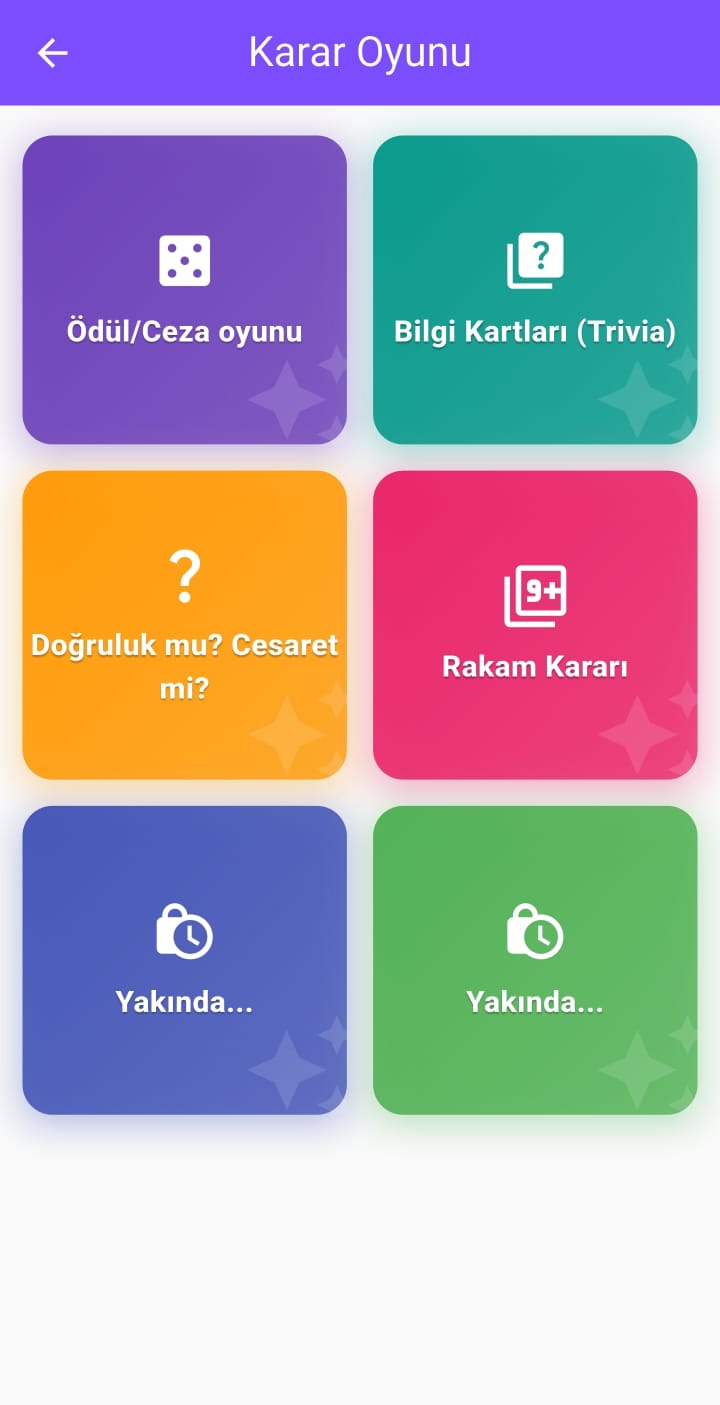 Karar Oyunu
Ödül/Ceza oyunu
Bilgi Kartları (Trivia)
Doğruluk mu? Cesaret
mi?
9+
Rakam Kararı
Yakında...
Yakında...